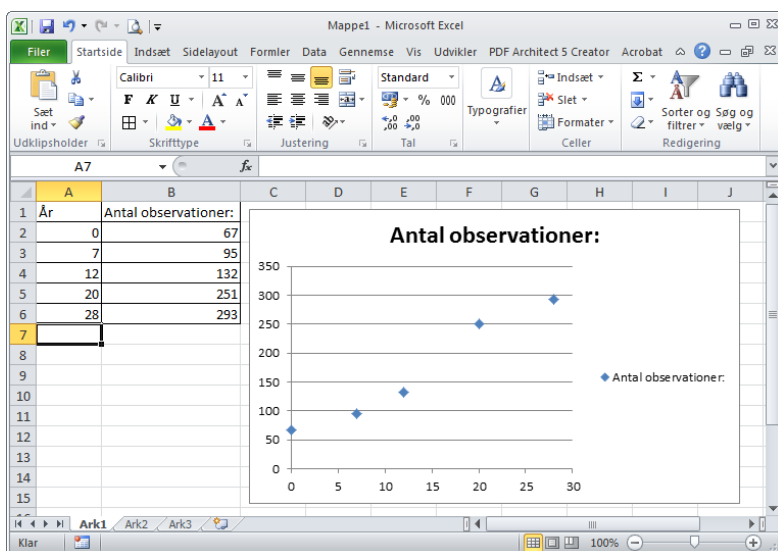 Mappe1 - Microsoft Excel
Filer Startside Indsæt Sidelayout Formler Data Gennemse Vis Udvikler PDF Architect 5 Creator Acrobat
Sæt ind
Udklipsholder
Calibri 11
F K U A A
A
Skrifttype
Justering
Standard
% 000
,0 ,00
,00 ,0
Tal
Typografier
Indsæt
Slet
Formater
Celler
Σ
Sorter og filtrer
Søg og vælg
Redigering
A7 fx
A B C D E F G H I J
1 År Antal observationer:
2 0 67
3 7 95
4 12 132
5 20 251
6 28 293
7
8
9
10
11
12
13
14
15
Antal observationer:
350
300
250
200
150
100
50
0
0 5 10 15 20 25 30
Antal observationer:
Ark1 Ark2 Ark3
Klar 100%